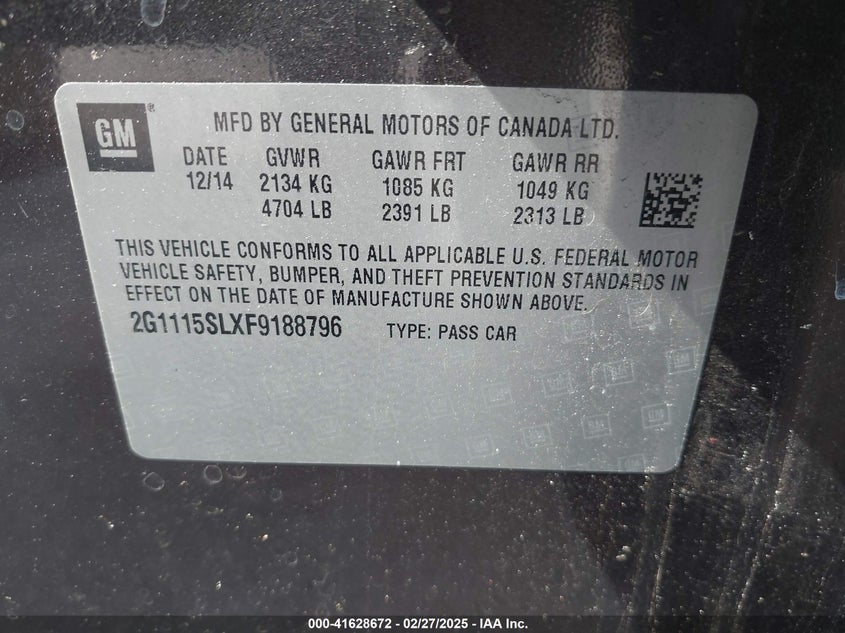 GM
MFD BY GENERAL MOTORS OF CANADA LTD.
DATE GVWR GAWR FRT GAWR RR
12/14 2134 KG 1085 KG 1049 KG
4704 LB 2391 LB 2313 LB
THIS VEHICLE CONFORMS TO ALL APPLICABLE U.S. FEDERAL MOTOR
VEHICLE SAFETY, BUMPER, AND THEFT PREVENTION STANDARDS IN
EFFECT ON THE DATE OF MANUFACTURE SHOWN ABOVE.
2G1115SLXF9188796 TYPE: PASS CAR
000-41628672 — 02/27/2025 — IAA Inc.